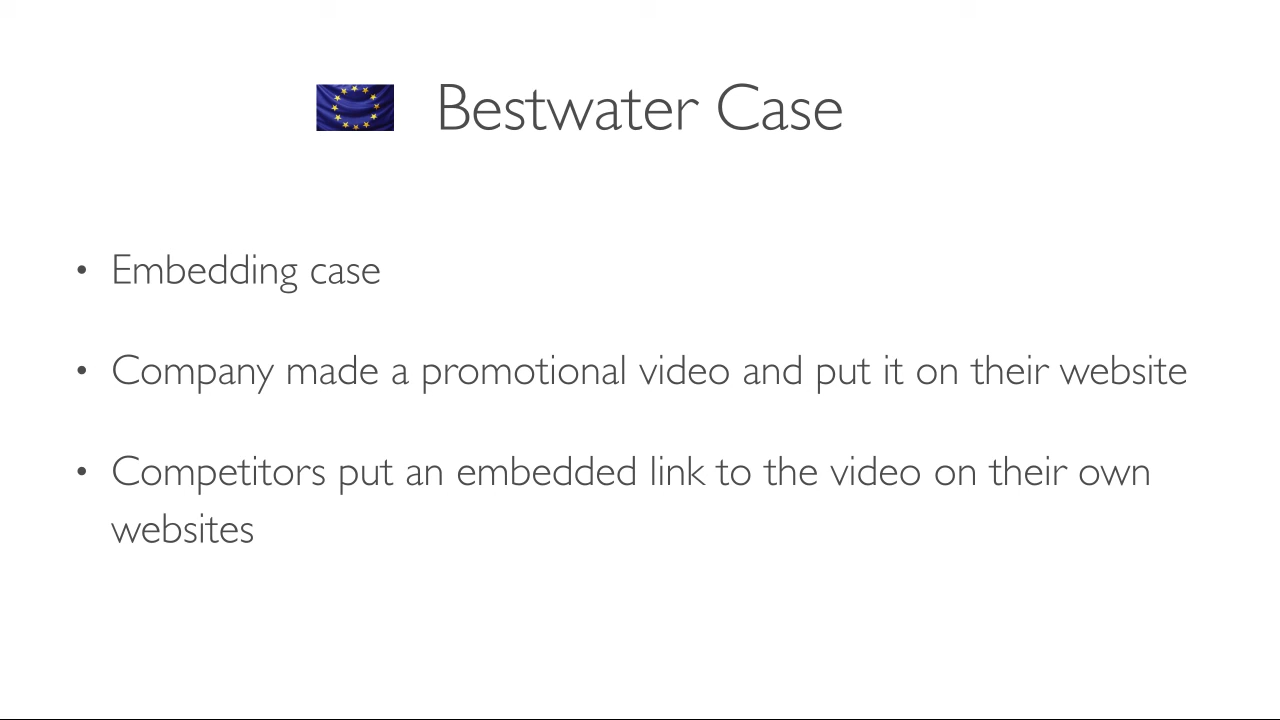 Bestwater Case
• Embedding case
• Company made a promotional video and put it on their website
• Competitors put an embedded link to the video on their own
websites